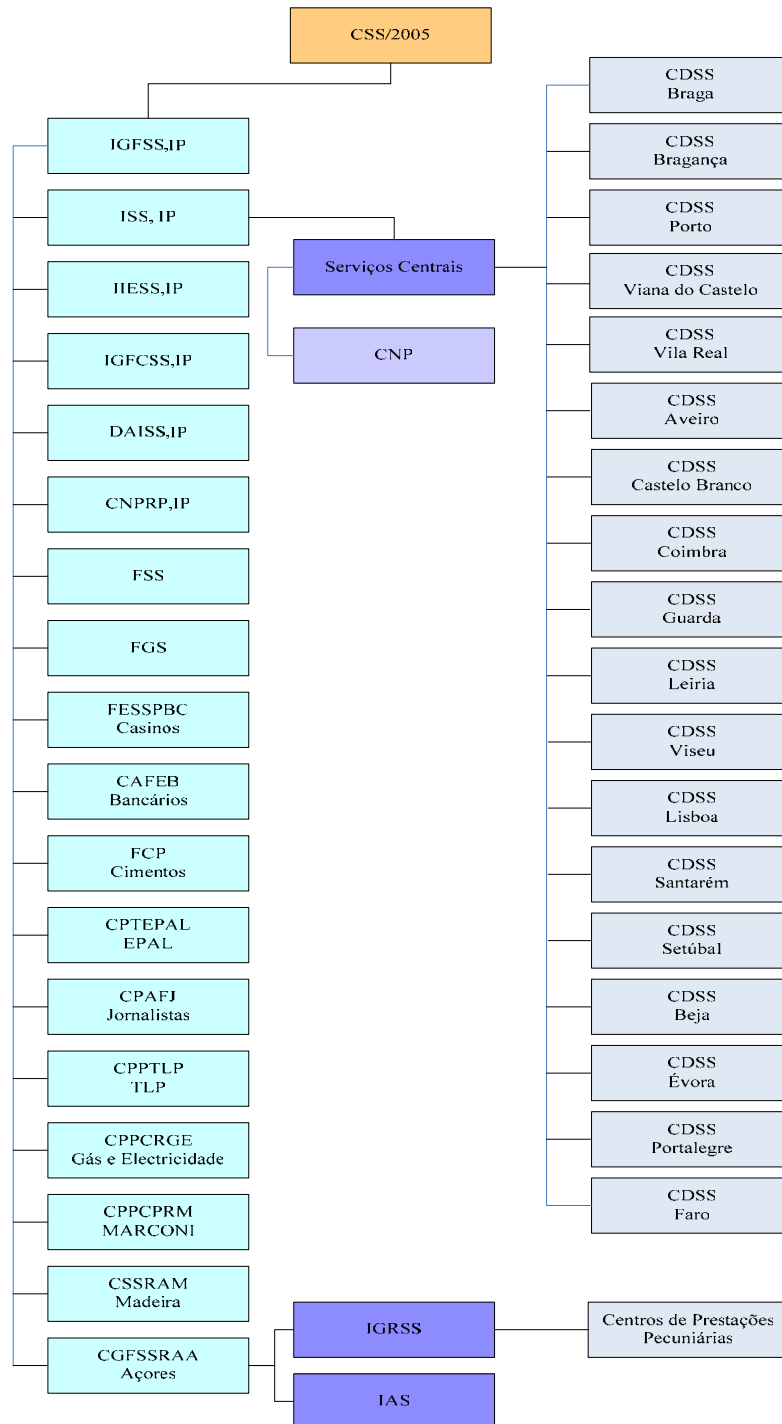 CSS/2005
IGFSS,IP
ISS, IP
IIESS,IP
IGFCSS,IP
DAISS,IP
CNPRP,IP
FSS
FGS
FESSPBC
Casinos
CAFEB
Bancários
FCP
Cimentos
CPTEPAL
EPAL
CPAFJ
Jornalistas
CPPTLP
TLP
CPPCRGE
Gás e Electricidade
CPPCPRM
MARCONI
CSSRAM
Madeira
CGFSSRAA
Açores
Serviços Centrais
CNP
IGRSS
IAS
CDSS
Braga
CDSS
Bragança
CDSS
Porto
CDSS
Viana do Castelo
CDSS
Vila Real
CDSS
Aveiro
CDSS
Castelo Branco
CDSS
Coimbra
CDSS
Guarda
CDSS
Leiria
CDSS
Viseu
CDSS
Lisboa
CDSS
Santarém
CDSS
Setúbal
CDSS
Beja
CDSS
Évora
CDSS
Portalegre
CDSS
Faro
Centros de Prestações
Pecuniárias